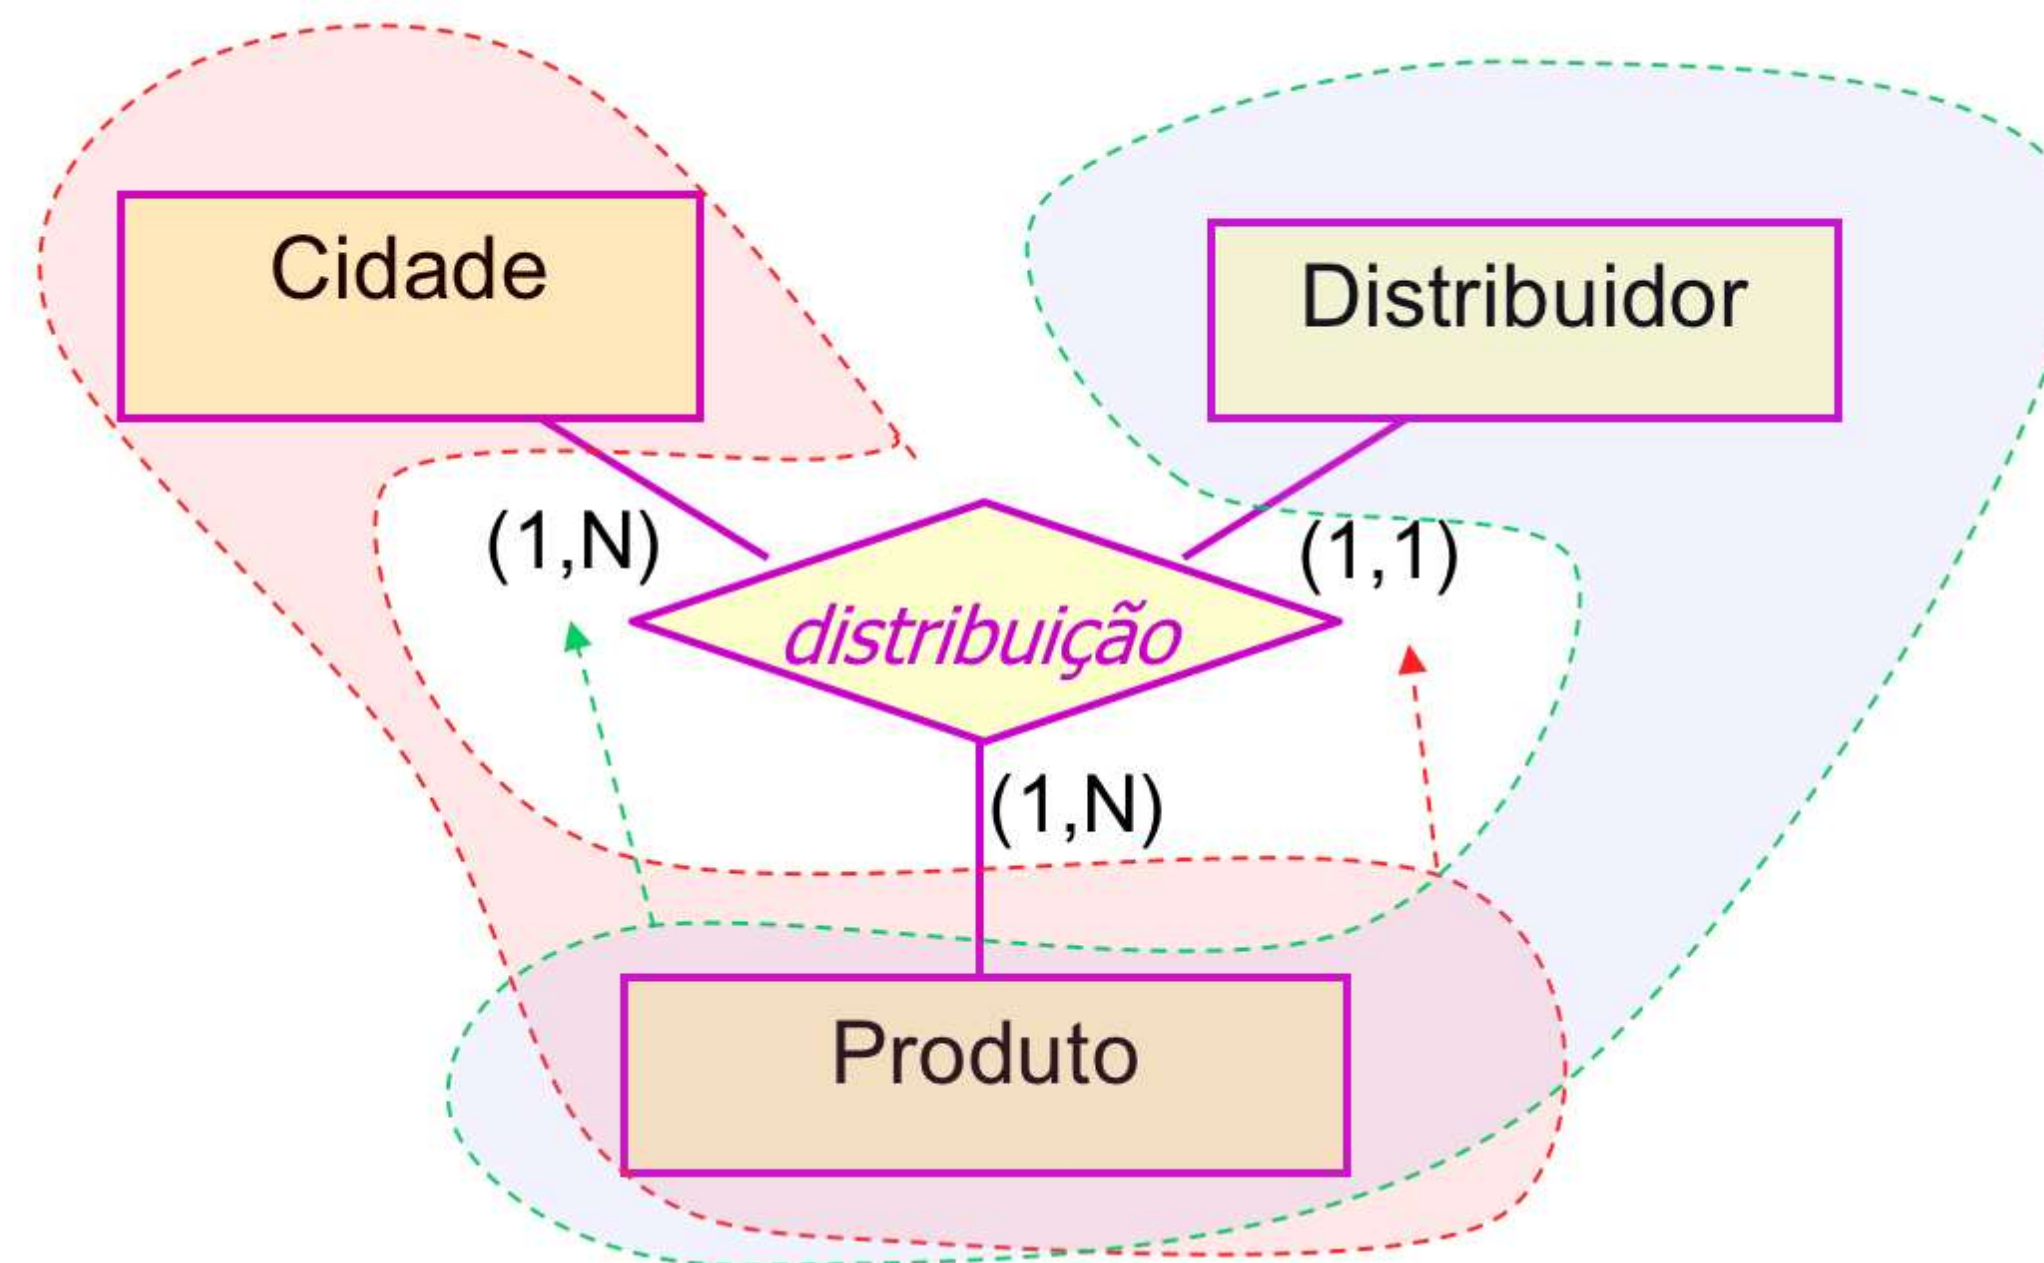 Cidade
Distribuidor
(1,N)
(1,1)
distribuição
(1,N)
Produto